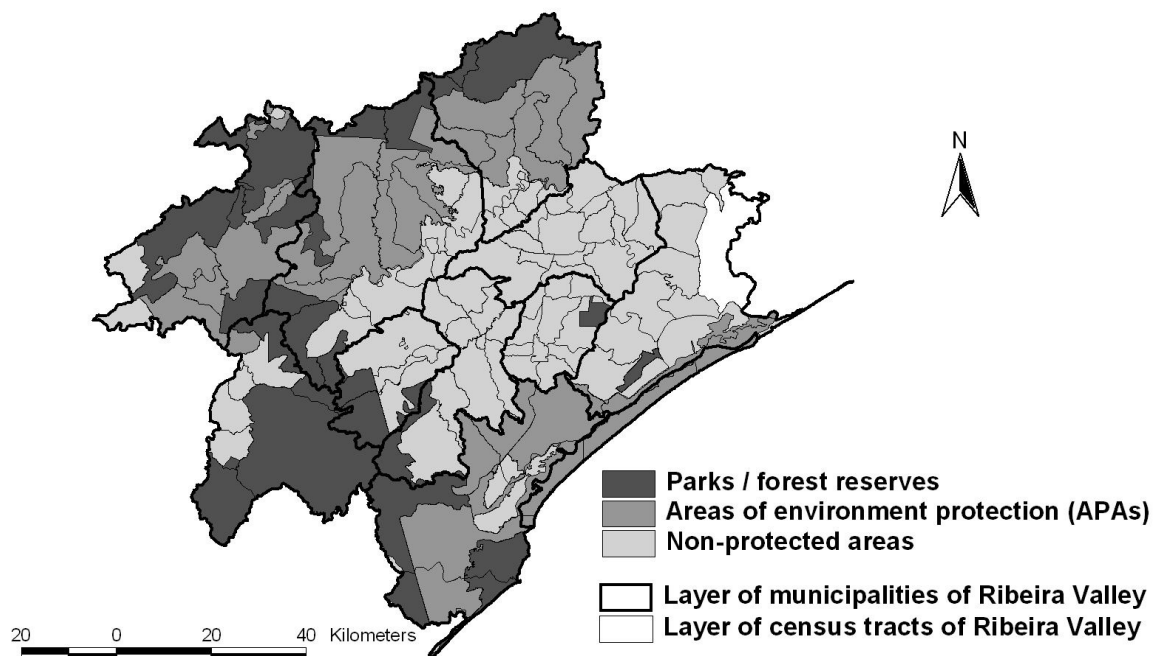 N
Parks / forest reserves
Areas of environment protection (APAs)
Non-protected areas
Layer of municipalities of Ribeira Valley
Layer of census tracts of Ribeira Valley
20 0 20 40 Kilometers